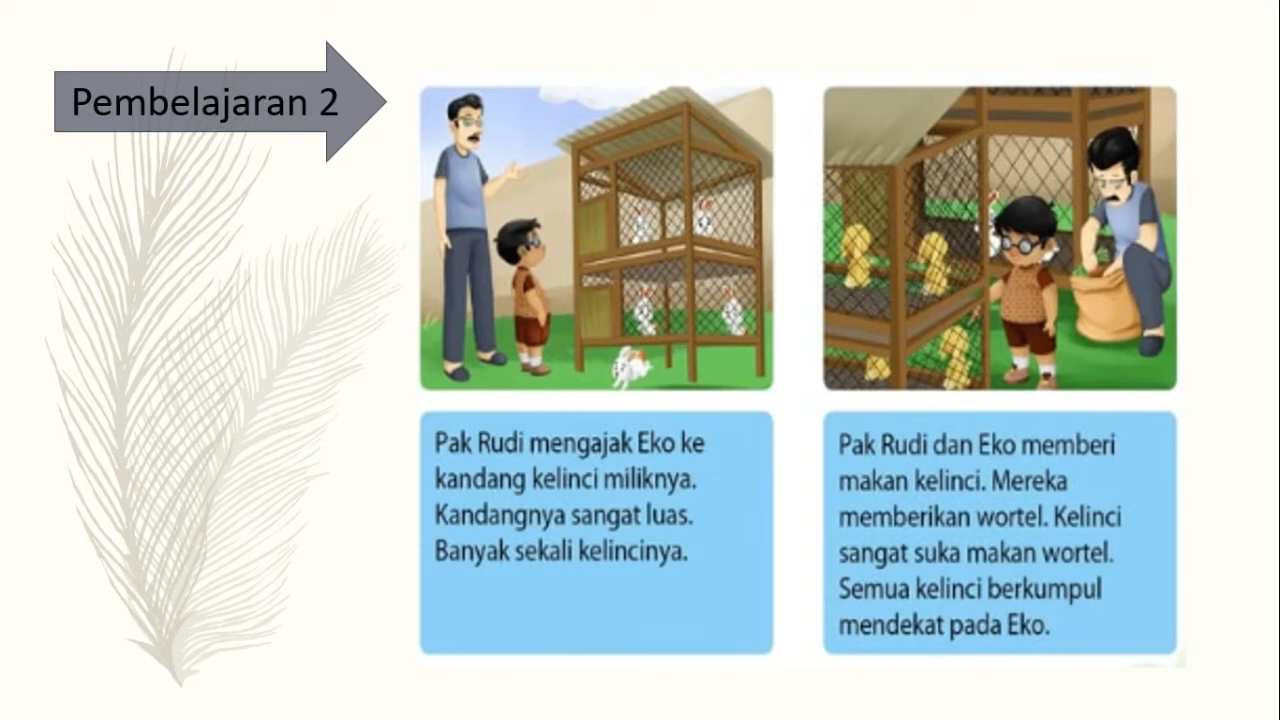 Pembelajaran 2
Pak Rudi mengajak Eko ke
kandang kelinci miliknya.
Kandangnya sangat luas.
Banyak sekali kelincinya.
Pak Rudi dan Eko memberi
makan kelinci. Mereka
memberikan wortel. Kelinci
sangat suka makan wortel.
Semua kelinci berkumpul
mendekat pada Eko.